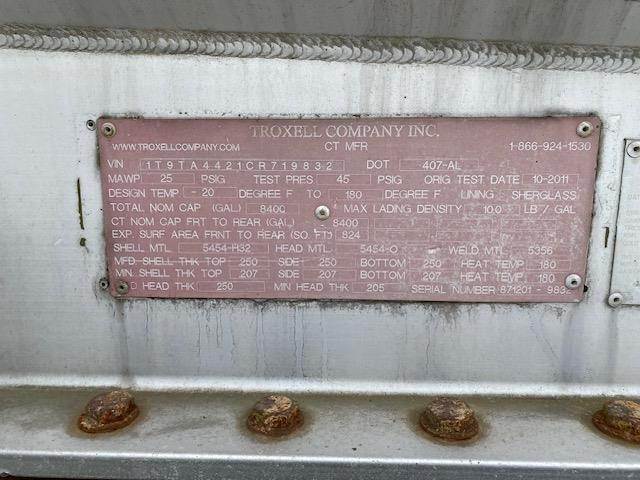 TROXELL COMPANY INC.
WWW.TROXELLCOMPANY.COM CT MFR 1-866-924-1530
VIN 1T9TA4421CR719832 DOT 407-AL
MAWP 25 PSIG TEST PRES 45 PSIG ORIG TEST DATE 10-2011
DESIGN TEMP -20 DEGREE F TO 180 DEGREE F LINING SHERGLASS
TOTAL NOM CAP (GAL) 8400 MAX LADING DENSITY 10.0 LB / GAL
CT NOM CAP FRT TO REAR (GAL) 8400
EXP. SURF AREA FRNT TO REAR (SQ. FT.) 824
SHELL MTL 5454-H32 HEAD MTL 5454-O WELD MTL 5356
MFD. SHELL THK TOP 250 SIDE 250 BOTTOM 250 HEAT TEMP 180
MIN. SHELL THK TOP 207 SIDE 207 BOTTOM 207 HEAT TEMP 180
HEAD THK 250 MIN HEAD THK 205 SERIAL NUMBER 871201 - 983